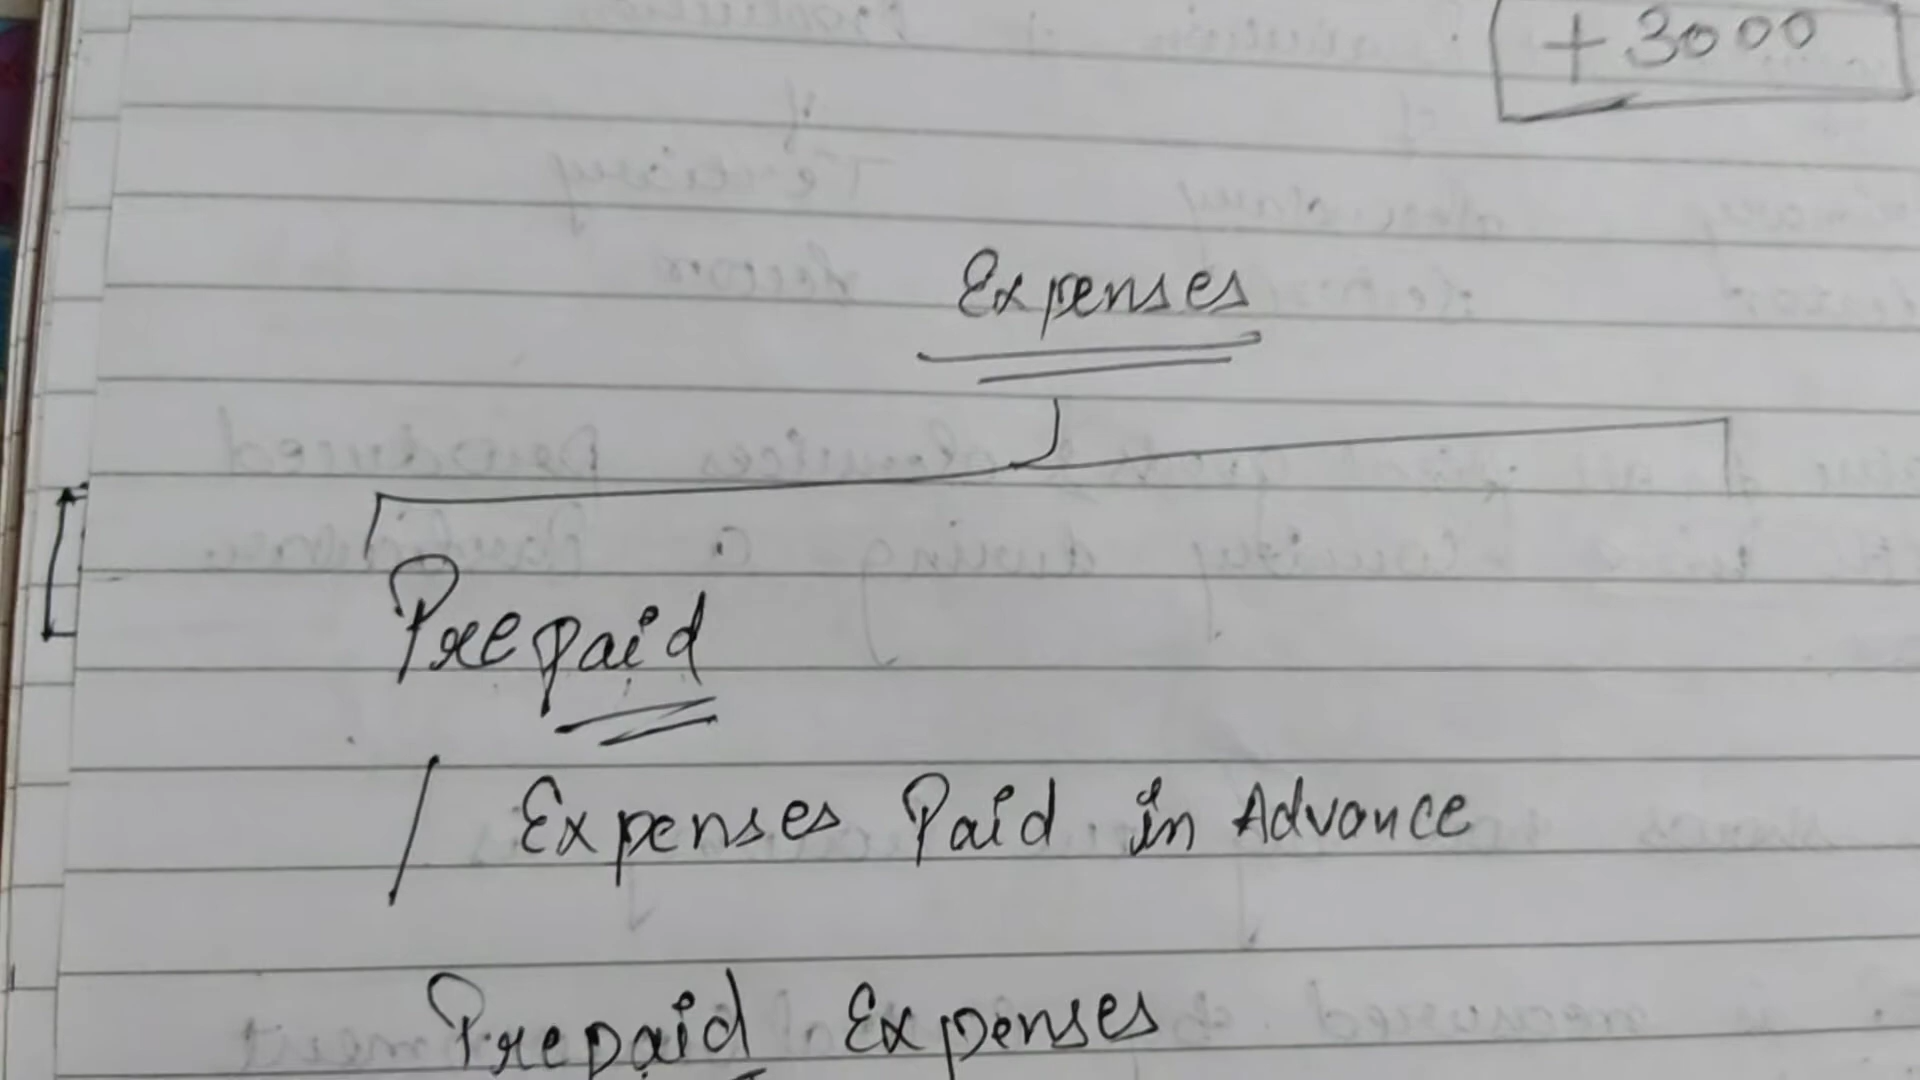 +3000
Expenses
Prepaid
Expenses Paid in Advance
Prepaid Expenses